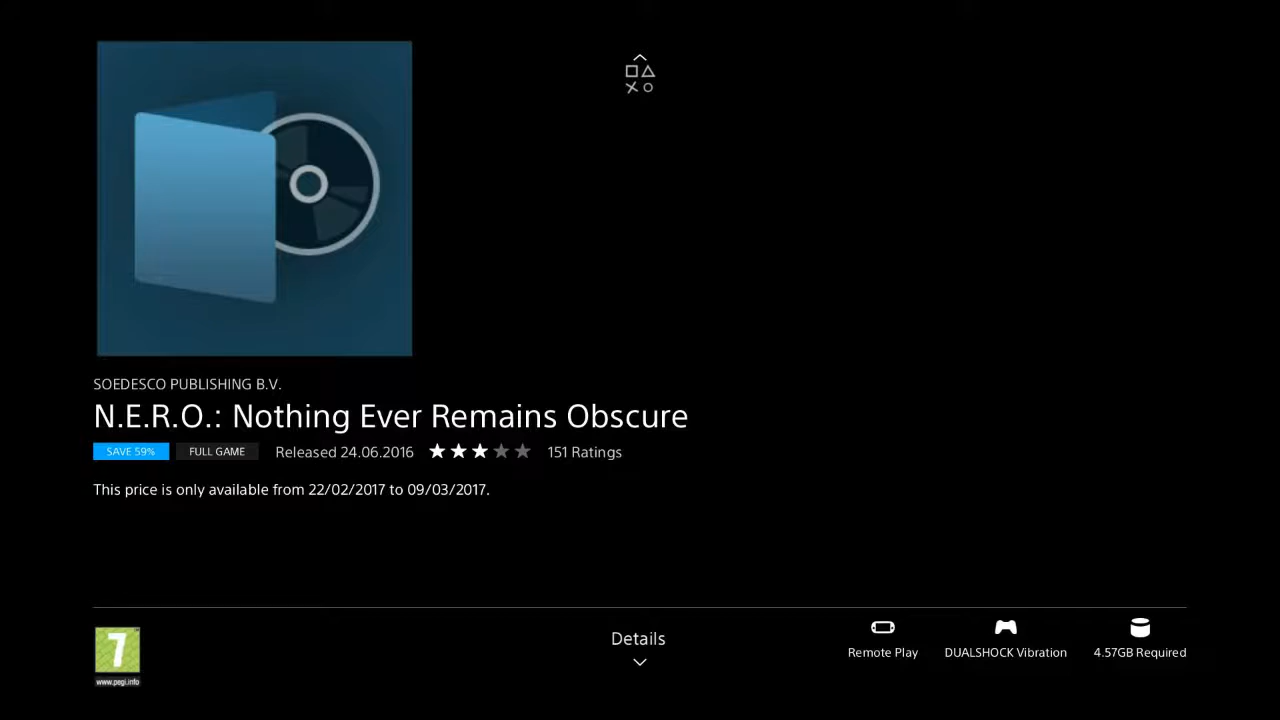 SOEDESCO PUBLISHING B.V.
N.E.R.O.: Nothing Ever Remains Obscure
SAVE 59% FULL GAME Released 24.06.2016 151 Ratings
This price is only available from 22/02/2017 to 09/03/2017.
7
www.pegi.info
Details
Remote Play DUALSHOCK Vibration 4.57GB Required